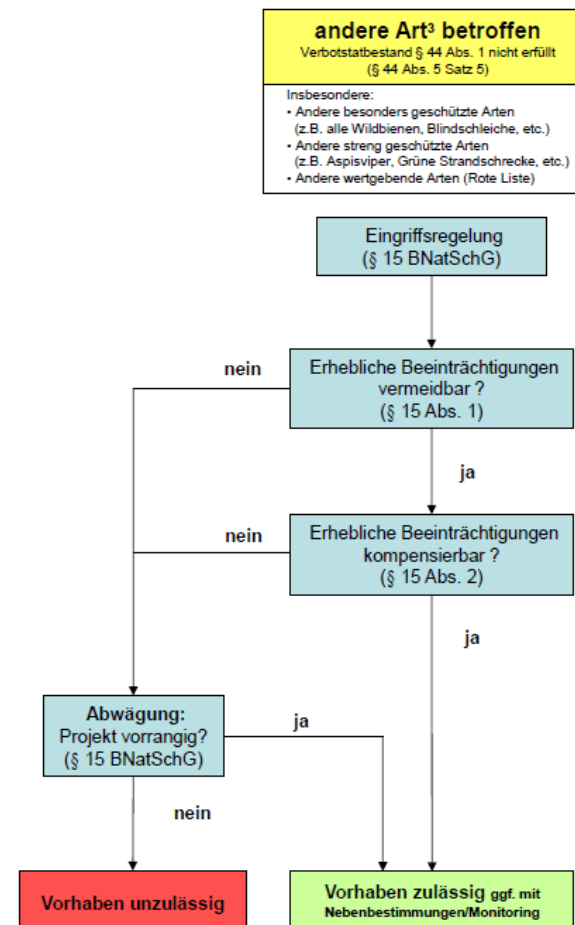 andere Art³ betroffen
Verbotstatbestand § 44 Abs. 1 nicht erfüllt
(§ 44 Abs. 5 Satz 5)
Insbesondere:
• Andere besonders geschützte Arten
(z.B. alle Wildbienen, Blindschleiche, etc.)
• Andere streng geschützte Arten
(z.B. Aspisviper, Grüne Strandschrecke, etc.)
• Andere wertgebende Arten (Rote Liste)
Eingriffsregelung
(§ 15 BNatSchG)
nein
Erhebliche Beeinträchtigungen
vermeidbar ?
(§ 15 Abs. 1)
ja
nein
Erhebliche Beeinträchtigungen
kompensierbar ?
(§ 15 Abs. 2)
ja
Abwägung:
Projekt vorrangig?
(§ 15 BNatSchG)
ja
nein
Vorhaben unzulässig
Vorhaben zulässig ggf. mit
Nebenbestimmungen/Monitoring